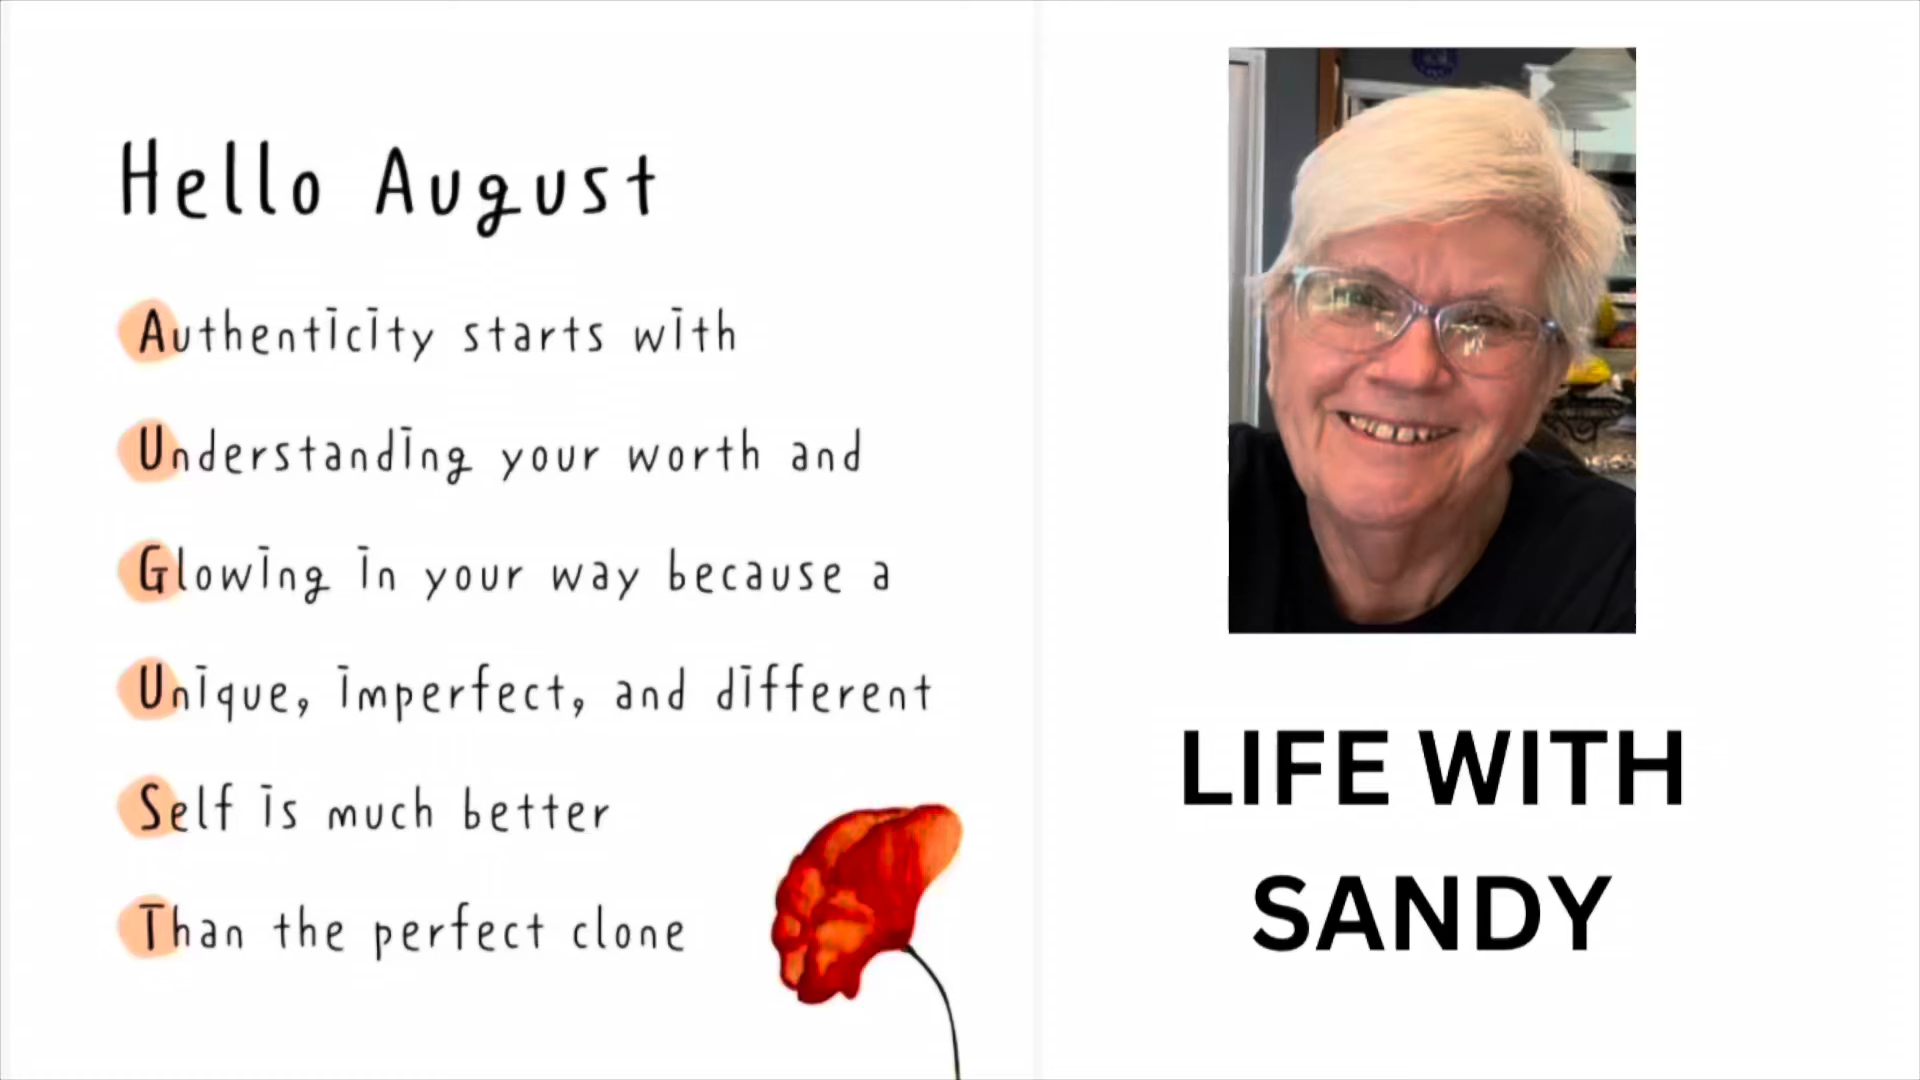 Hello August
Authenticity starts with
Understanding your worth and
Glowing in your way because a
Unique, imperfect, and different
Self is much better
Than the perfect clone
LIFE WITH
SANDY